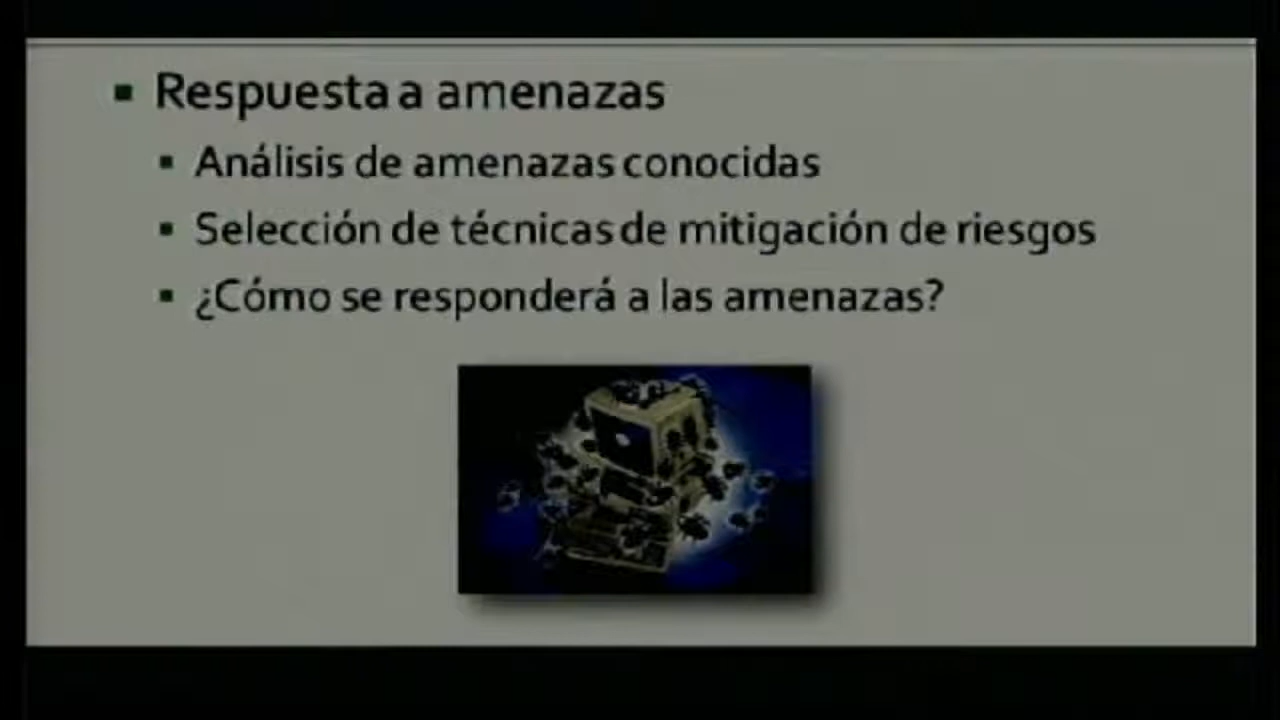 Respuesta a amenazas
Análisis de amenazas conocidas
Selección de técnicas de mitigación de riesgos
¿Cómo se responderá a las amenazas?